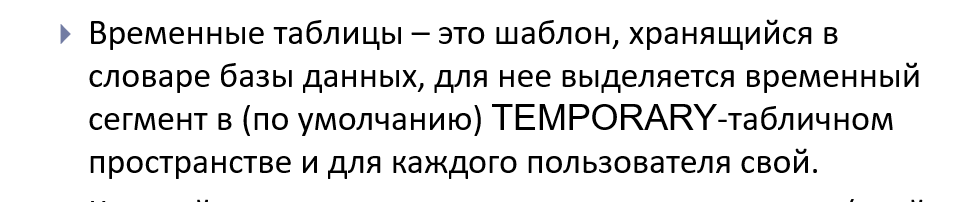 Временные таблицы – это шаблон, хранящийся в
словаре базы данных, для нее выделяется временный
сегмент в (по умолчанию) TEMPORARY-табличном
пространстве и для каждого пользователя свой.